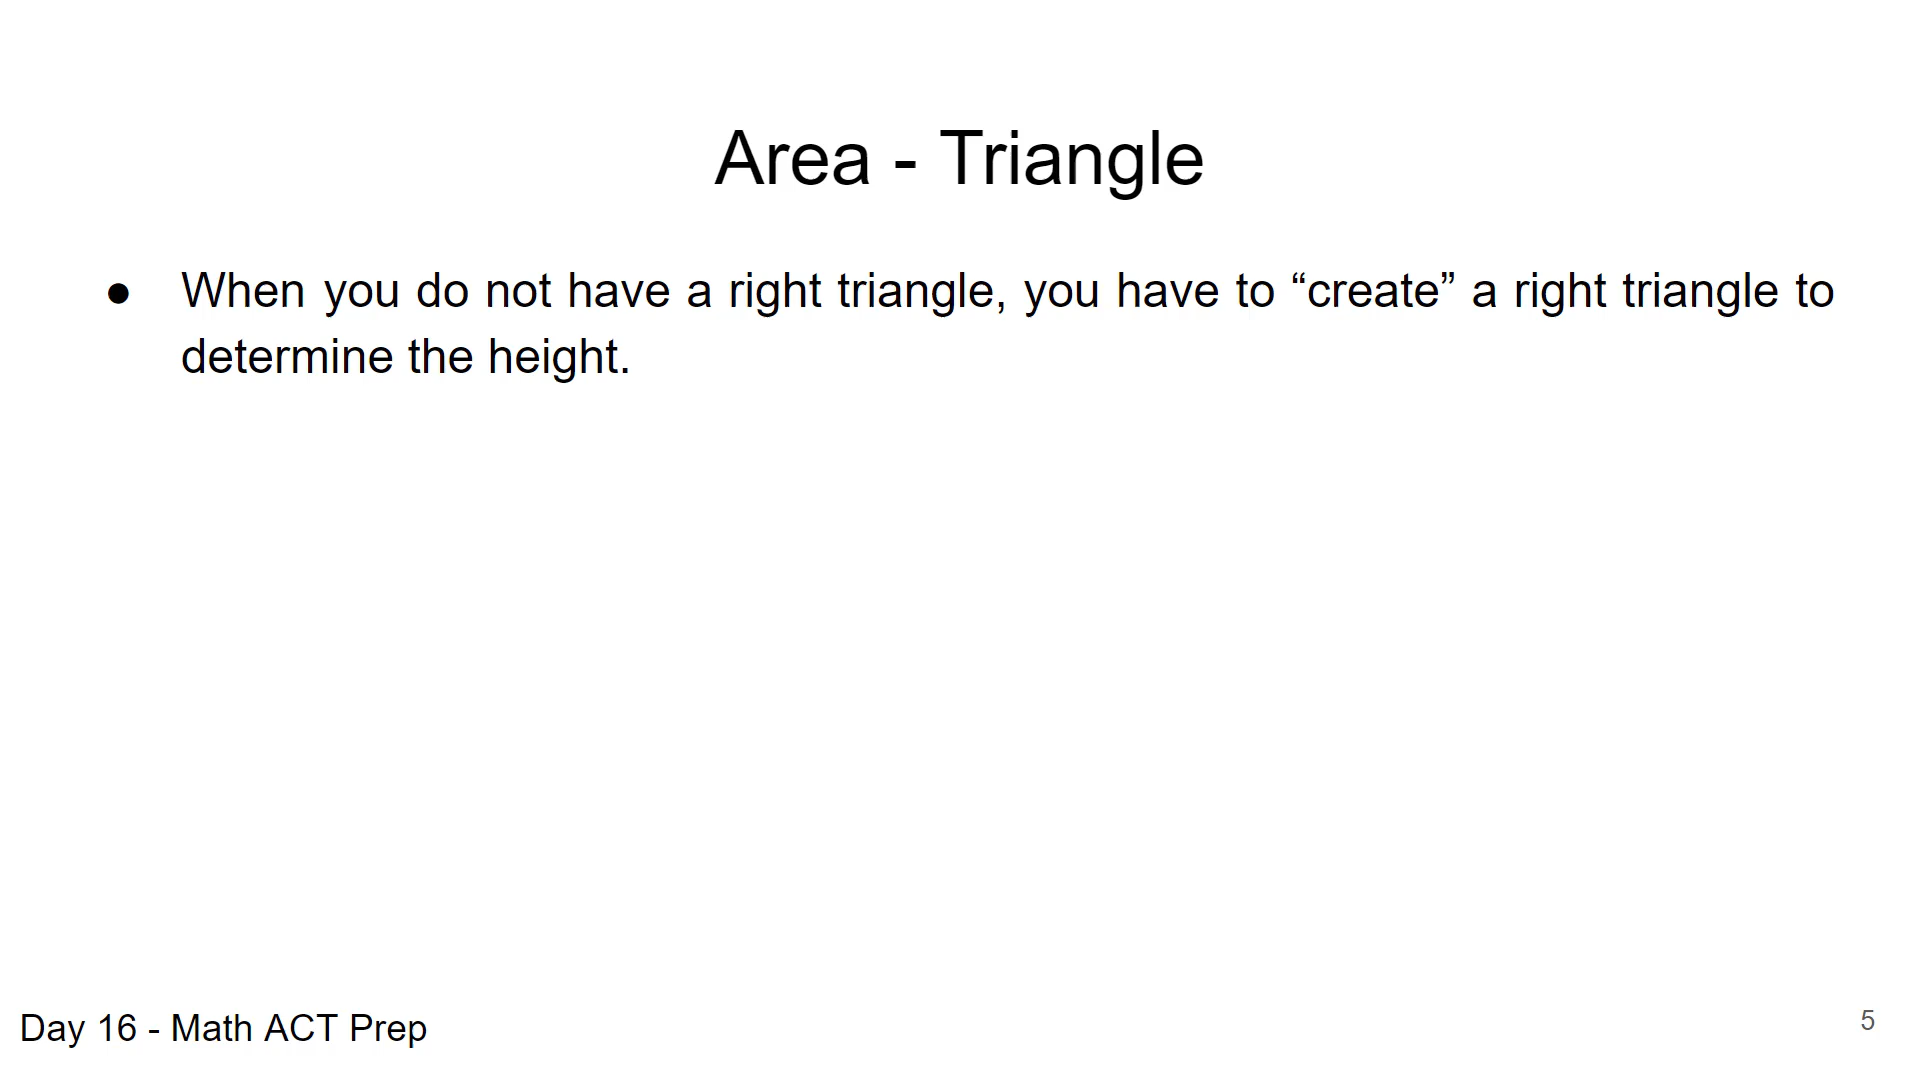 Area - Triangle
● When you do not have a right triangle, you have to “create” a right triangle to
determine the height.
Day 16 - Math ACT Prep
5